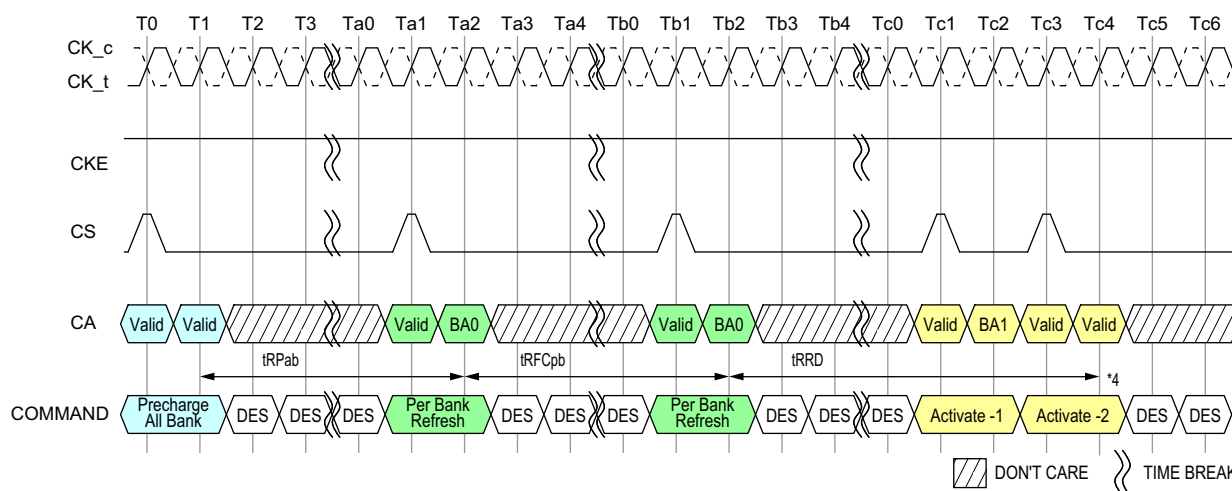 T0 T1 T2 T3 Ta0 Ta1 Ta2 Ta3 Ta4 Tb0 Tb1 Tb2 Tb3 Tb4 Tc0 Tc1 Tc2 Tc3 Tc4 Tc5 Tc6
CK_c
CK_t
CKE
CS
CA Valid Valid Valid BA0 Valid BA0 Valid BA1 Valid Valid
tRPab tRFCpb tRRD *4
COMMAND Precharge All Bank DES DES DES Per Bank Refresh DES DES DES Per Bank Refresh DES DES DES Activate -1 Activate -2 DES DES
DON'T CARE TIME BREAK